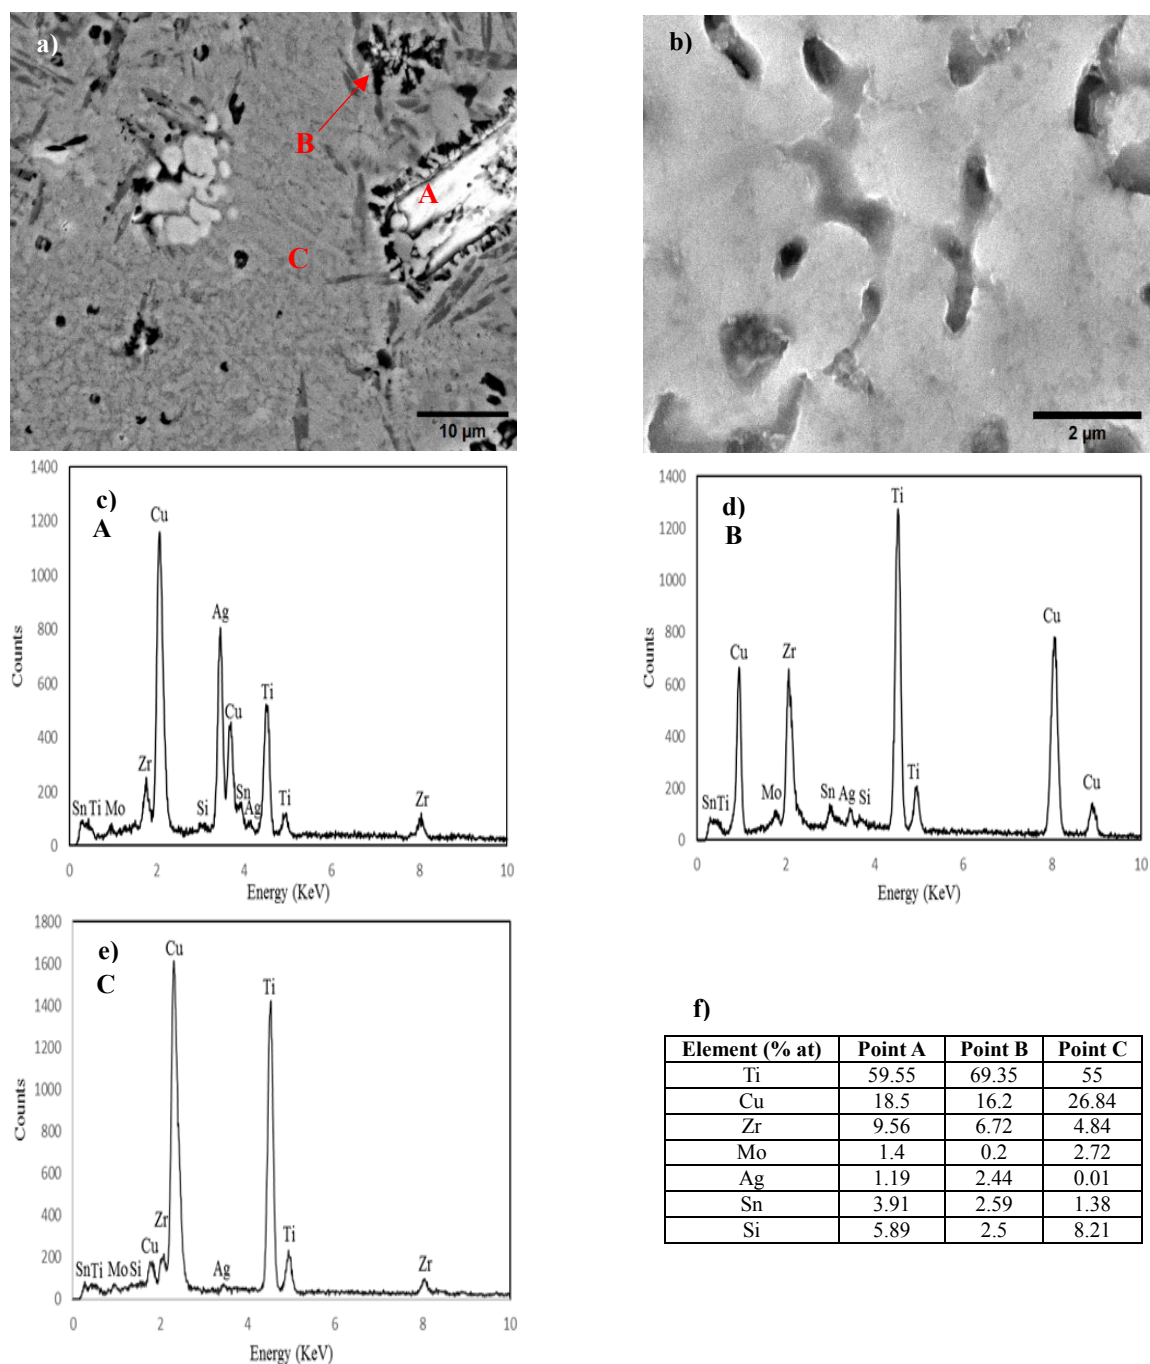 a)
B
A
C
10 µm
b)
2 µm
c)
A
1400
1200
1000
800
600
400
200
0
Counts
Cu
Ag
Cu
Ti
Zr
Sn
Sn Ti Mo Si Ag Ti Zr
0 2 4 6 8 10
Energy (KeV)
d)
B
1400
1200
1000
800
600
400
200
0
Counts
Ti
Cu
Cu
Zr
Ti
Sn Ti Mo Sn Ag Si Cu
0 2 4 6 8 10
Energy (KeV)
e)
C
1800
1600
1400
1200
1000
800
600
400
200
0
Counts
Cu
Ti
Zr
Cu
Ti
Sn Ti Mo Si Ag Zr
0 2 4 6 8 10
Energy (KeV)
f)
Element (% at) Point A Point B Point C
Ti 59.55 69.35 55
Cu 18.5 16.2 26.84
Zr 9.56 6.72 4.84
Mo 1.4 0.2 2.72
Ag 1.19 2.44 0.01
Sn 3.91 2.59 1.38
Si 5.89 2.5 8.21